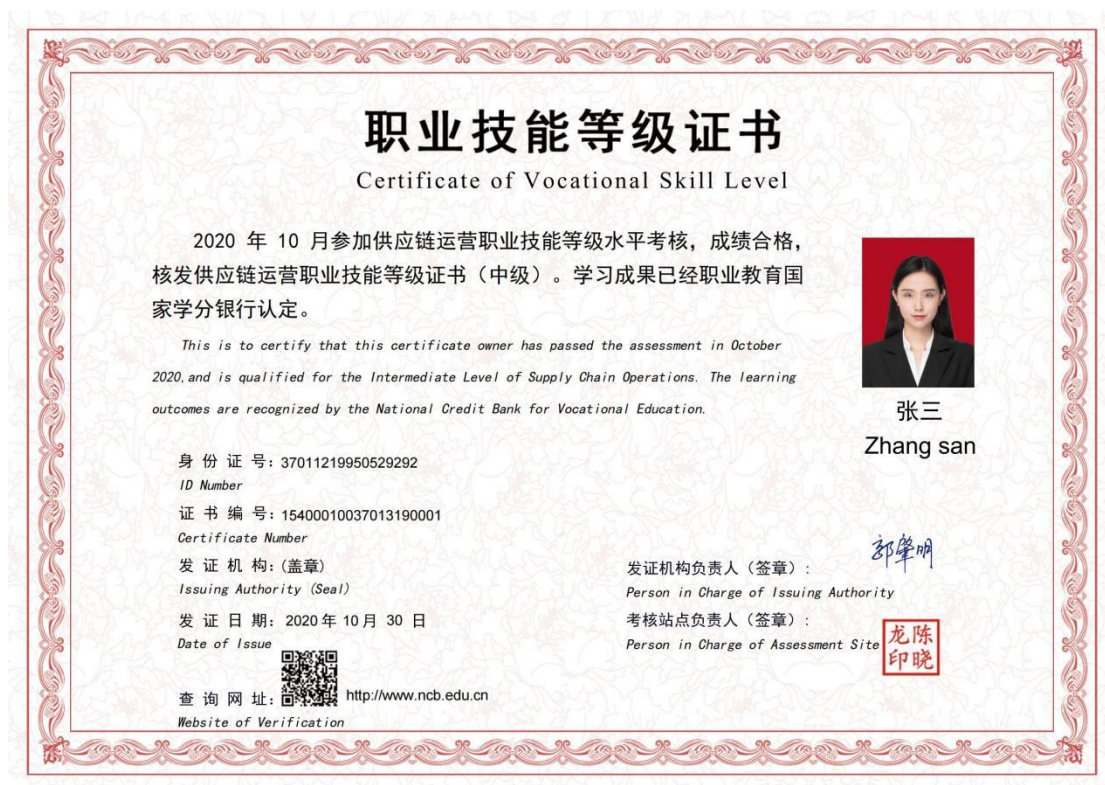 职业技能等级证书
Certificate of Vocational Skill Level
2020 年 10 月参加供应链运营职业技能等级水平考核，成绩合格，
核发供应链运营职业技能等级证书（中级）。学习成果已经职业教育国
家学分银行认定。
This is to certify that this certificate owner has passed the assessment in October
2020,and is qualified for the Intermediate Level of Supply Chain Operations. The learning
outcomes are recognized by the National Credit Bank for Vocational Education.
张三
Zhang san
身 份 证 号: 37011219950529292
ID Number
证 书 编 号: 15400010037013190001
Certificate Number
发 证 机 构: (盖章)
Issuing Authority (Seal)
发 证 日 期: 2020 年 10 月 30 日
Date of Issue
查 询 网 址: http://www.ncb.edu.cn
Website of Verification
郭肇明
发证机构负责人（签章）:
Person in Charge of Issuing Authority
考核站点负责人（签章）:
Person in Charge of Assessment Site
陈晓
龙印